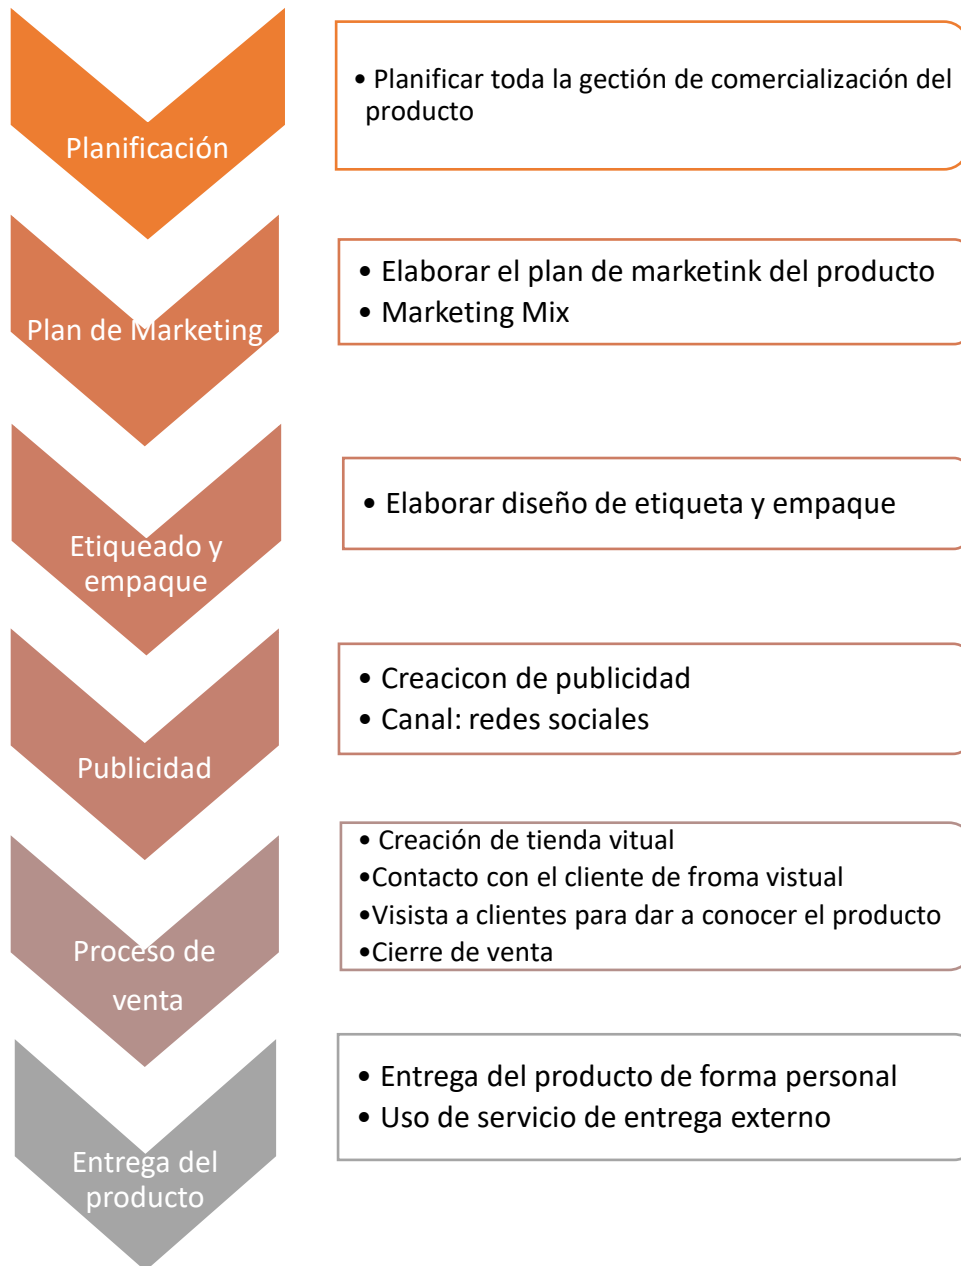 Planificación
• Planificar toda la gestión de comercialización del
producto
Plan de Marketing
• Elaborar el plan de marketink del producto
• Marketing Mix
Etiqueado y
empaque
• Elaborar diseño de etiqueta y empaque
Publicidad
• Creacicon de publicidad
• Canal: redes sociales
Proceso de
venta
• Creación de tienda vitual
•Contacto con el cliente de froma vistual
•Visista a clientes para dar a conocer el producto
•Cierre de venta
Entrega del
producto
• Entrega del producto de forma personal
• Uso de servicio de entrega externo